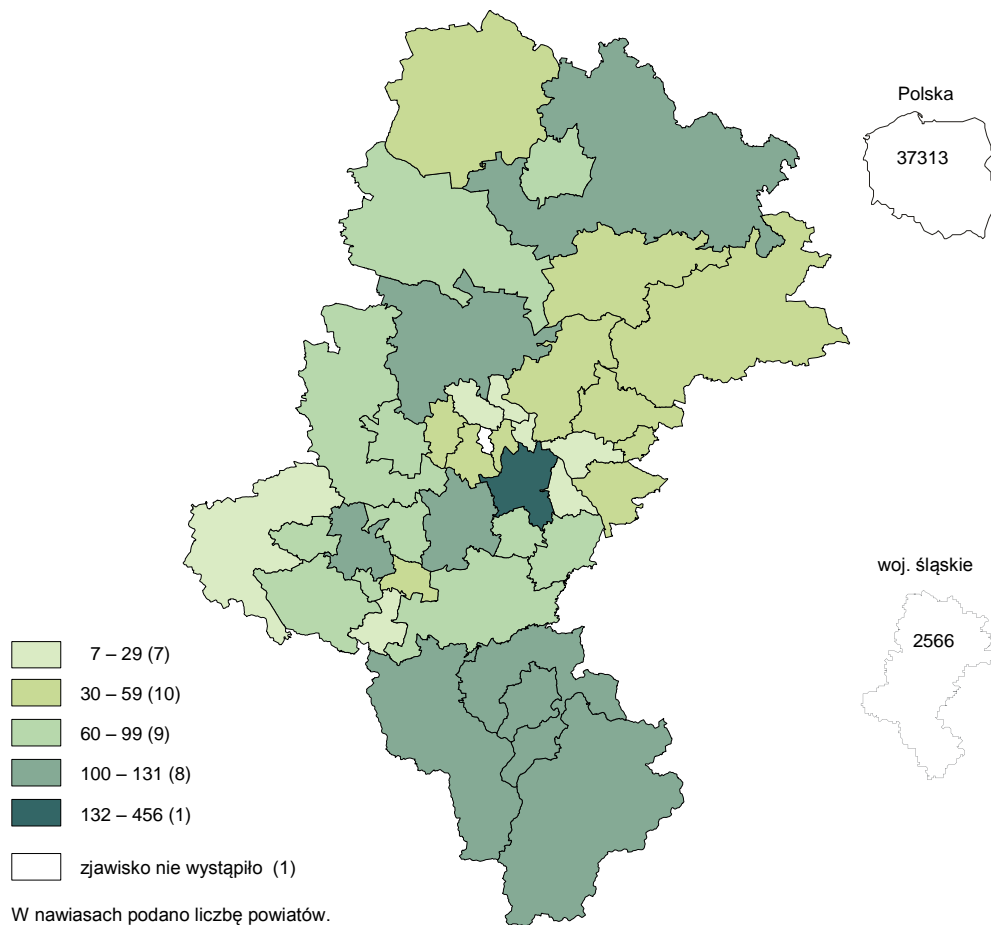 Polska
37313
woj. śląskie
2566
7 – 29 (7)
30 – 59 (10)
60 – 99 (9)
100 – 131 (8)
132 – 456 (1)
zjawisko nie wystąpiło (1)
W nawiasach podano liczbę powiatów.